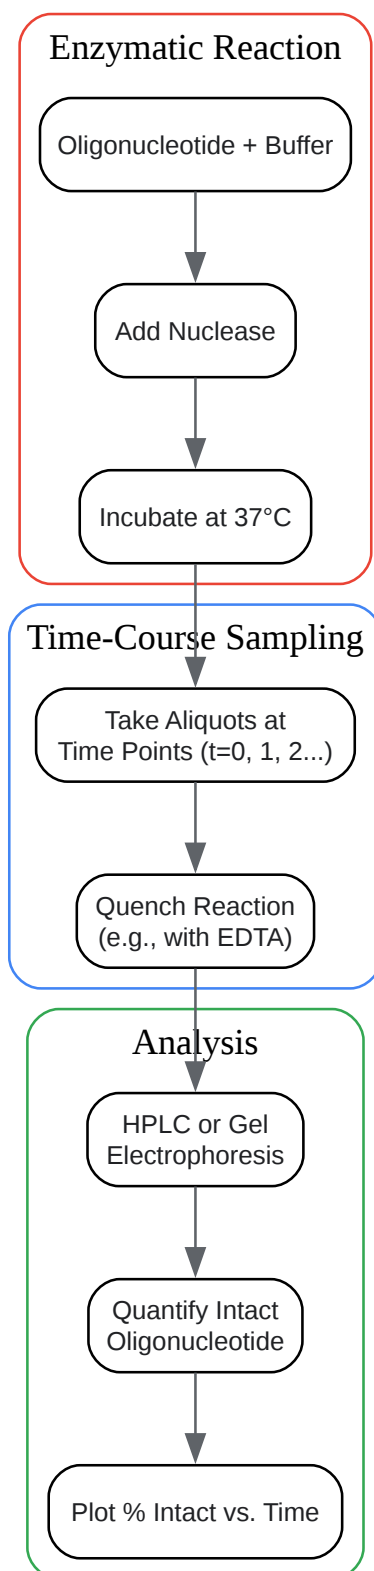 Enzymatic Reaction
Oligonucleotide + Buffer
Add Nuclease
Incubate at 37°C
Time-Course Sampling
Take Aliquots at
Time Points (t=0, 1, 2...)
Quench Reaction
(e.g., with EDTA)
Analysis
HPLC or Gel
Electrophoresis
Quantify Intact
Oligonucleotide
Plot % Intact vs. Time